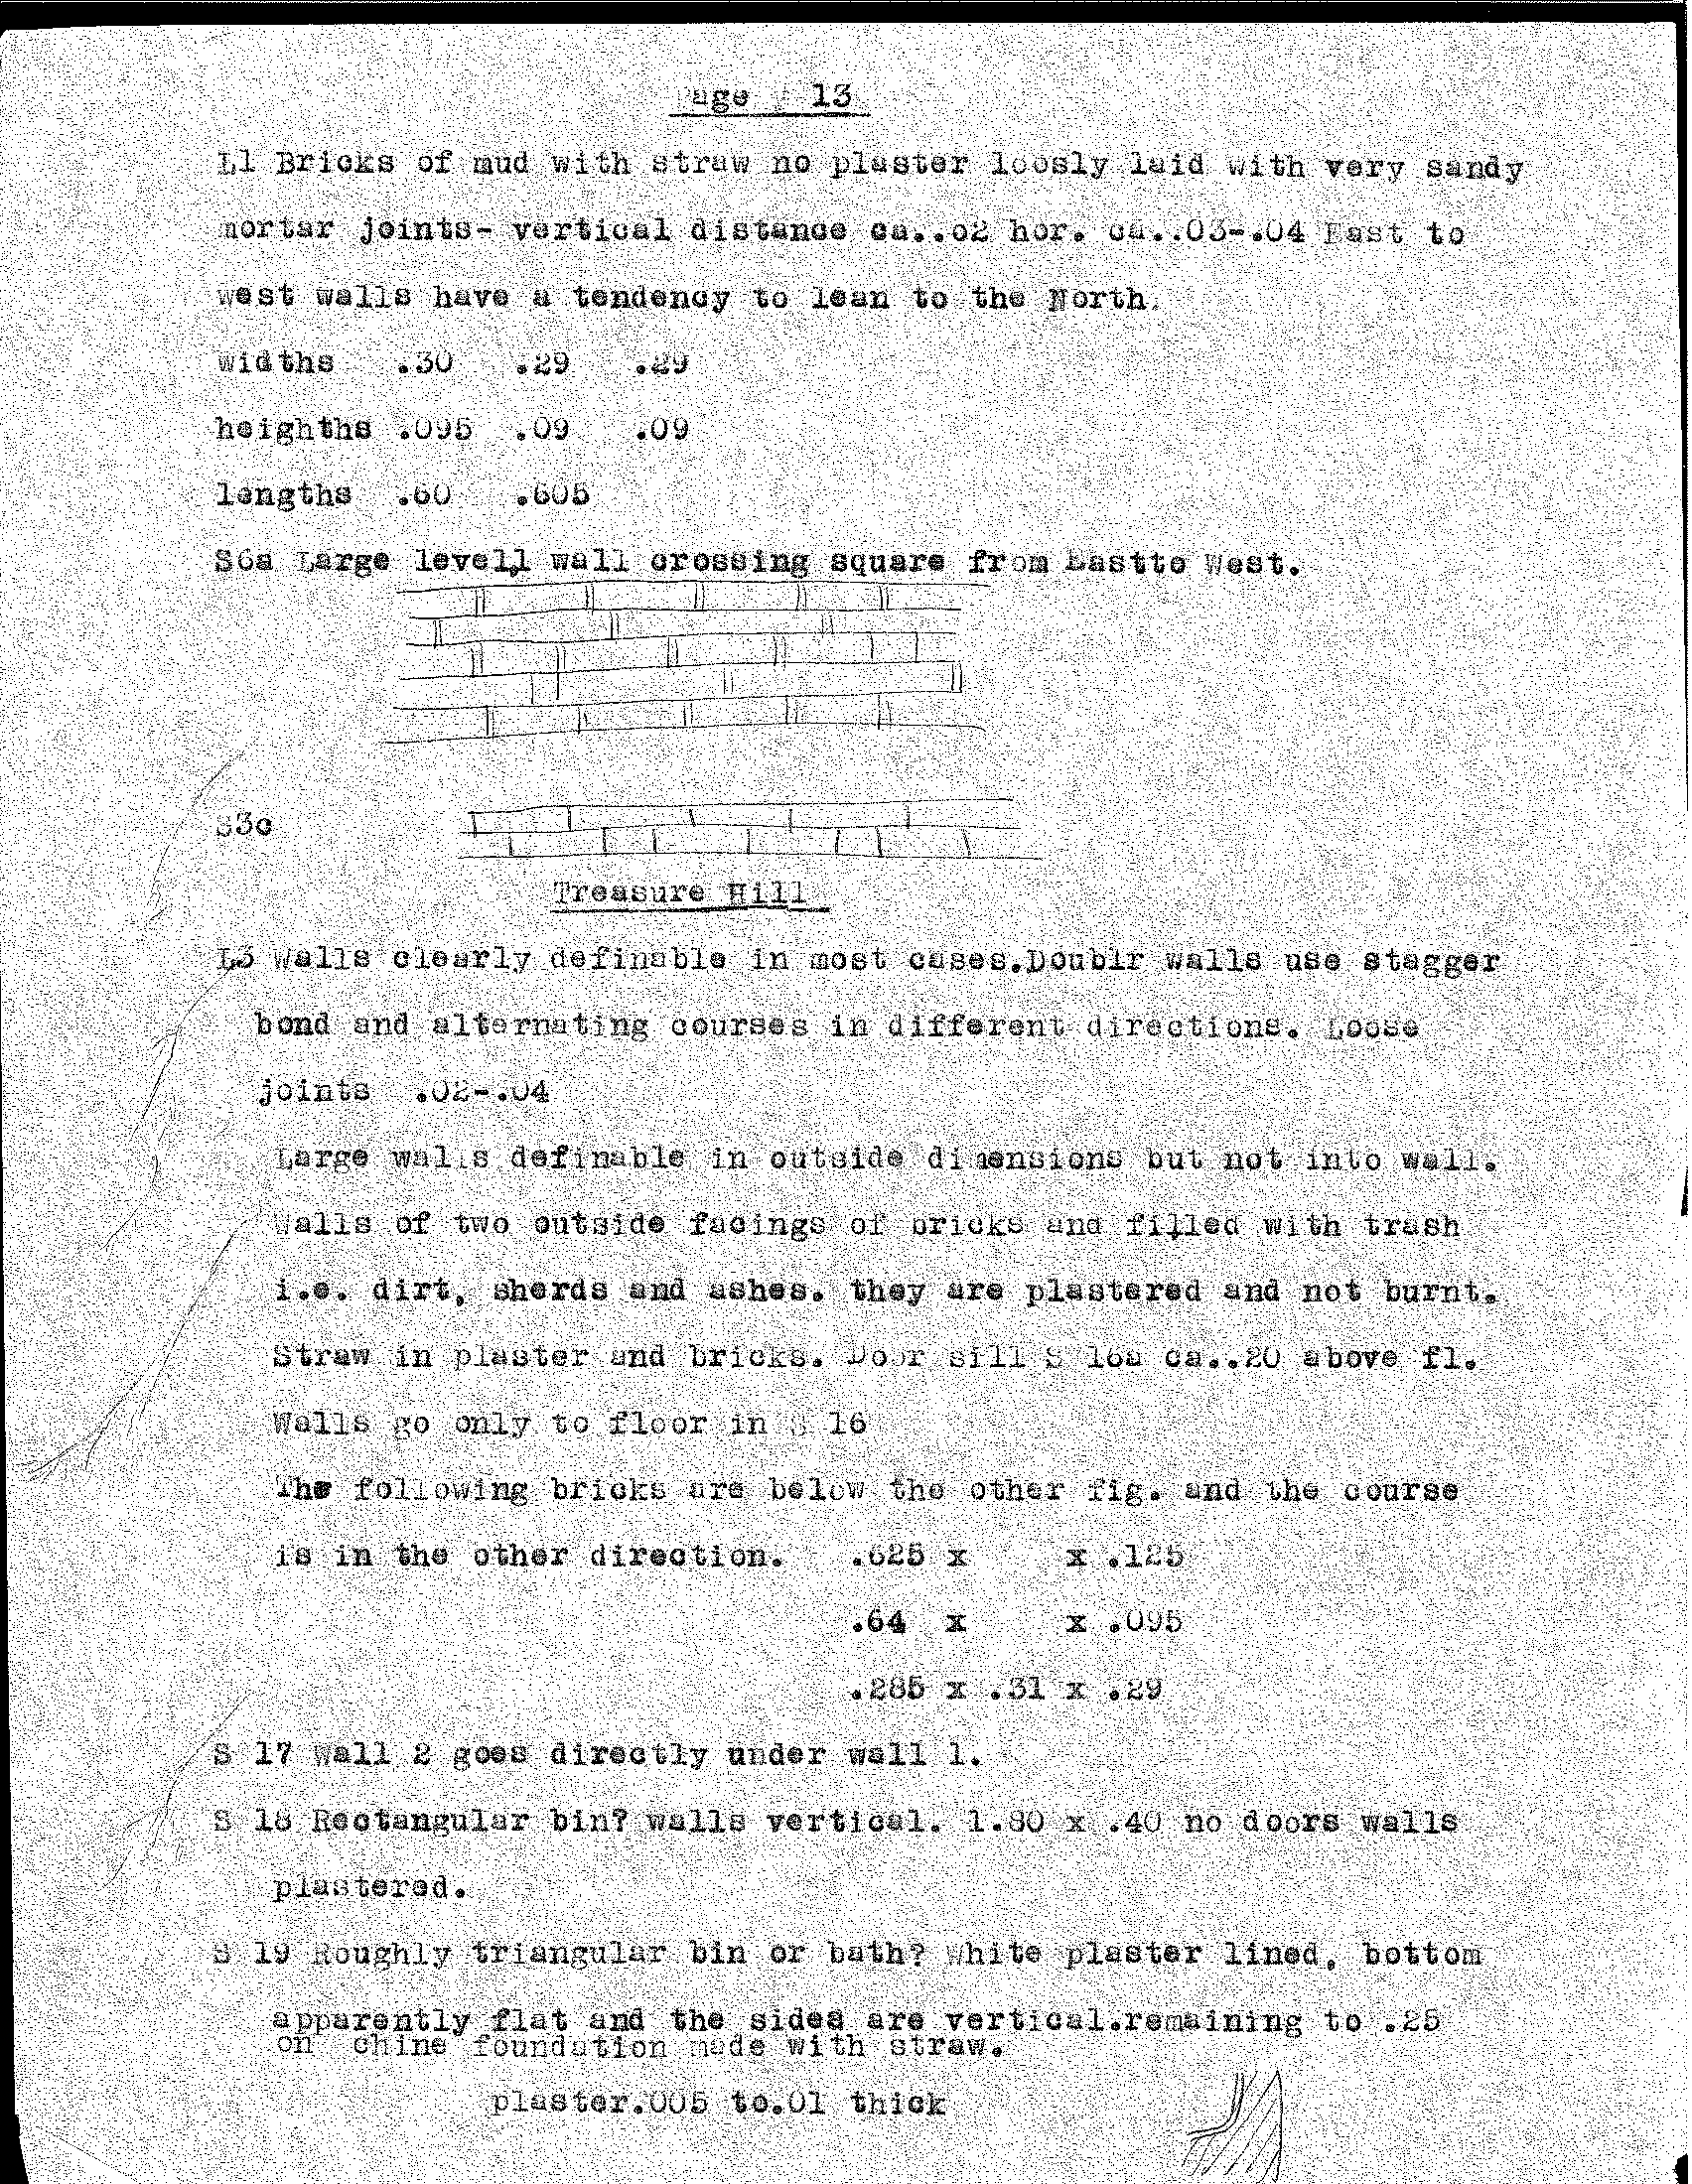 Page 13
L1 Bricks of mud with straw no plaster loosly laid with very sandy
mortar joints- vertical distance ca..o2 hor. ca..03-.04 East to
west walls have a tendency to lean to the North.
widths .30 .29 .29
heighths .095 .09 .09
lengths .60 .605
S6a Large levell wall crossing square from Eastto West.
S3c
Treasure Hill
L3 Walls clearly definable in most cases.Doublr walls use stagger
bond and alternating courses in different directions. Loose
joints .02-.04
Large walls definable in outside dimensions but not into wall.
Walls of two outside facings of bricks and filled with trash
i.e. dirt, sherds and ashes. they are plastered and not burnt.
Straw in plaster and bricks. Door sill S 16a ca..20 above fl.
Walls go only to floor in S 16
The following bricks are below the other fig. and the course
is in the other direction. .625 x x .125
.64 x x .095
.285 x .31 x .29
S 17 Wall 2 goes directly under wall 1.
S 18 Rectangular bin? walls vertical. 1.80 x .40 no doors walls
plastered.
S 19 Roughly triangular bin or bath? White plaster lined, bottom
apparently flat and the sides are vertical.remaining to .25
on chine foundation made with straw.
plaster.005 to.01 thick